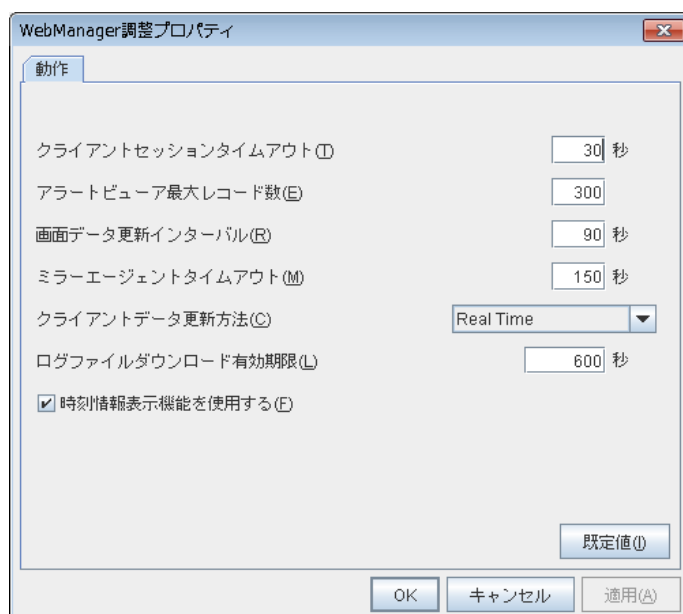 WebManager調整プロパティ
動作
クライアントセッションタイムアウト(T) 30 秒
アラートビューア最大レコード数(E) 300
画面データ更新インターバル(R) 90 秒
ミラーエージェントタイムアウト(M) 150 秒
クライアントデータ更新方法(C) Real Time
ログファイルダウンロード有効期限(L) 600 秒
時刻情報表示機能を使用する(F)
既定値(I)
OK キャンセル 適用(A)